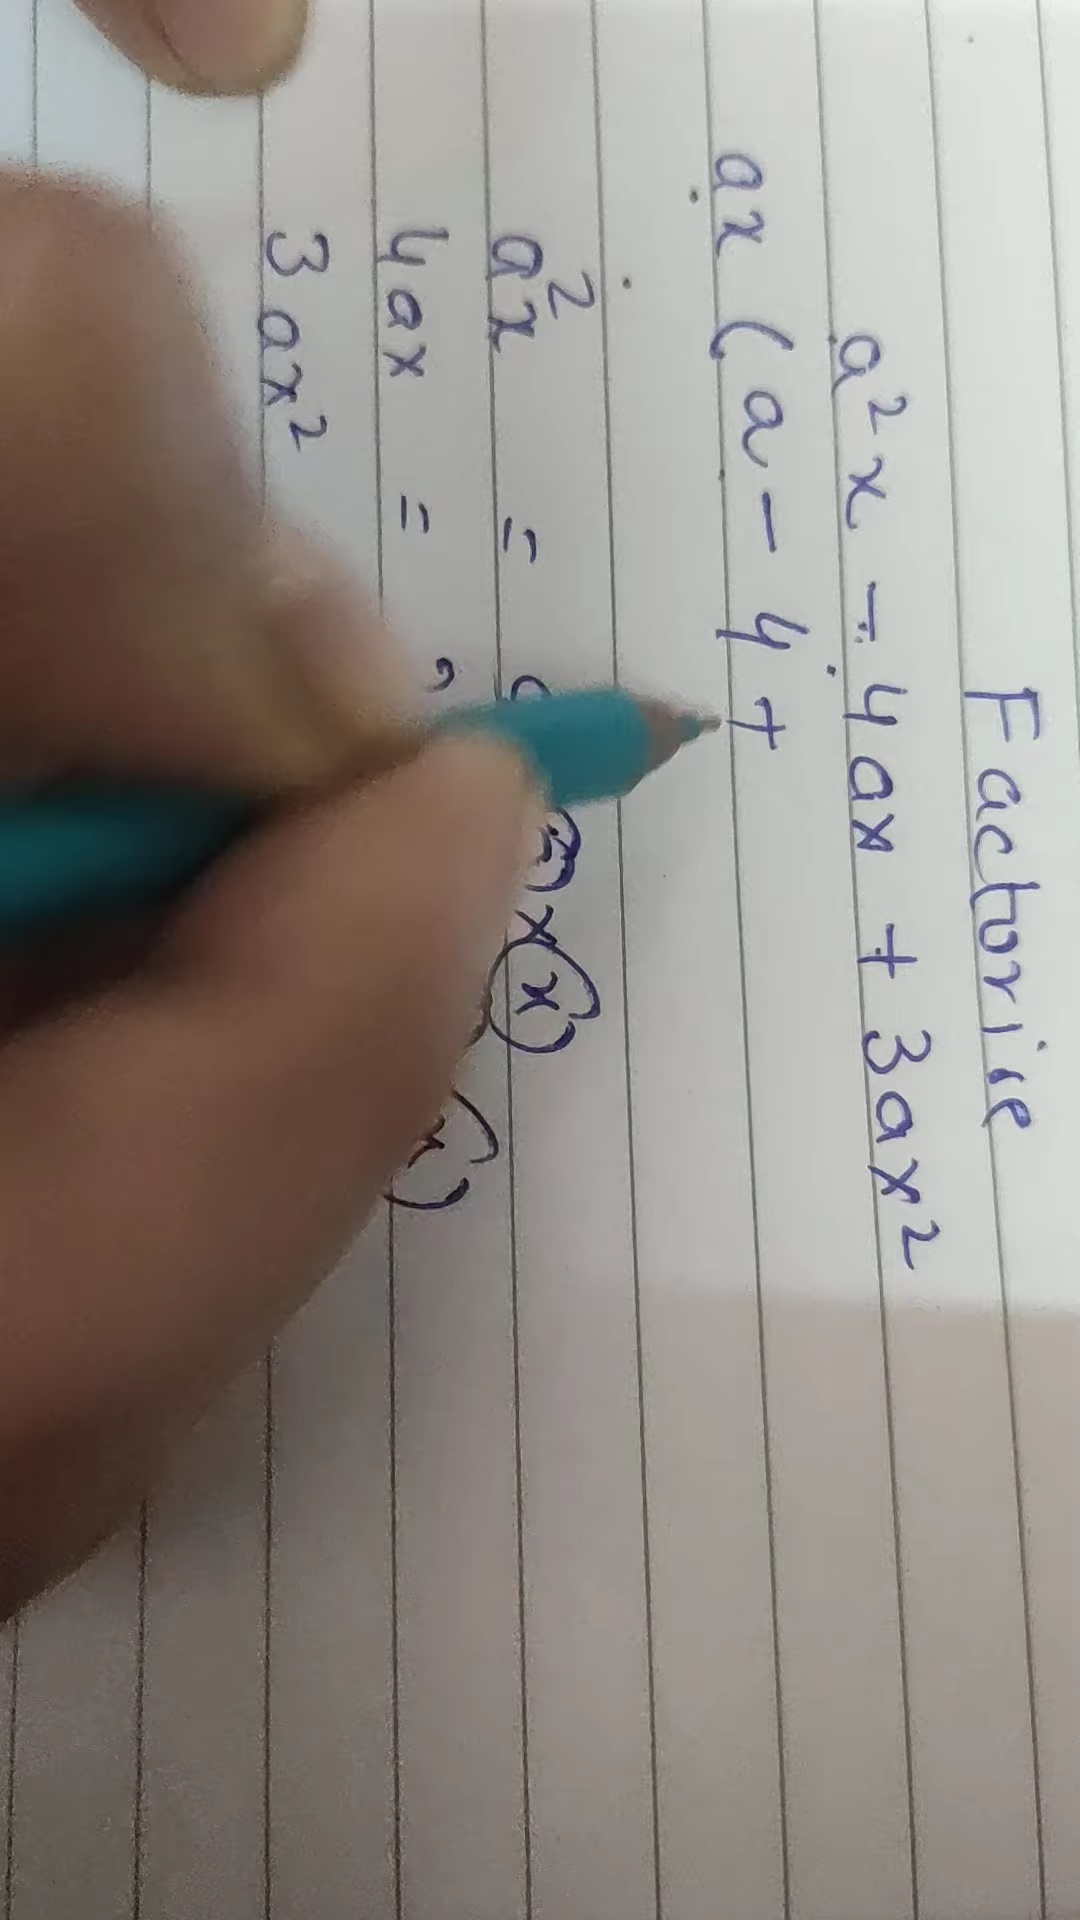 Factorise
a²x - 4ax + 3ax²
ax (a - 4 +
a²x = x x
4ax =
3ax²